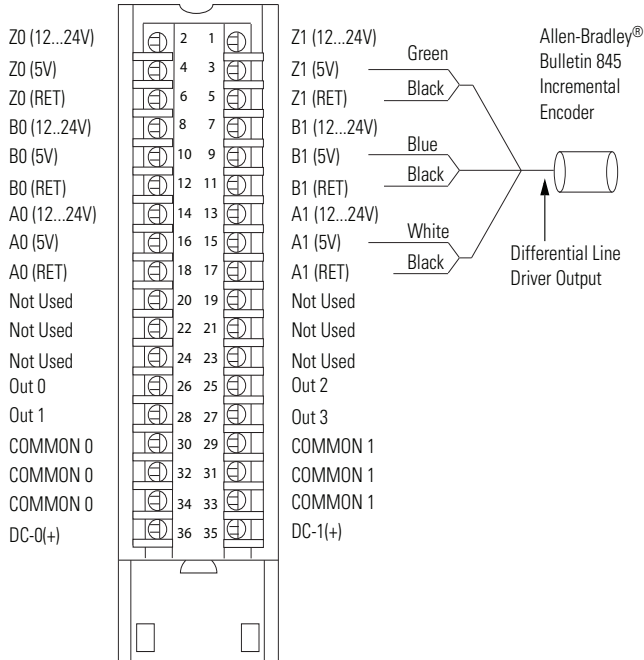 Z0 (12...24V) 2 1 Z1 (12...24V)
Z0 (5V) 4 3 Z1 (5V) Green
Z0 (RET) 6 5 Z1 (RET) Black
B0 (12...24V) 8 7 B1 (12...24V)
B0 (5V) 10 9 B1 (5V) Blue
B0 (RET) 12 11 B1 (RET) Black
A0 (12...24V) 14 13 A1 (12...24V)
A0 (5V) 16 15 A1 (5V) White
A0 (RET) 18 17 A1 (RET) Black
Not Used 20 19 Not Used
Not Used 22 21 Not Used
Not Used 24 23 Not Used
Out 0 26 25 Out 2
Out 1 28 27 Out 3
COMMON 0 30 29 COMMON 1
COMMON 0 32 31 COMMON 1
COMMON 0 34 33 COMMON 1
DC-0(+) 36 35 DC-1(+)
Allen-Bradley®
Bulletin 845
Incremental
Encoder
Differential Line
Driver Output